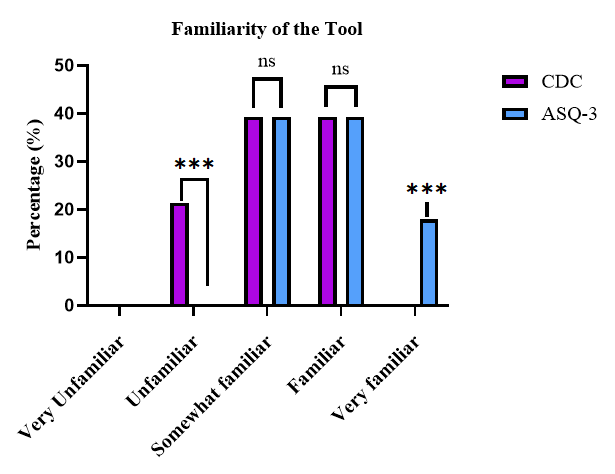 Familiarity of the Tool
CDC
ASQ-3
Percentage (%)
50
40
30
20
10
0
***
ns
ns
***
Very Unfamiliar
Unfamiliar
Somewhat familiar
Familiar
Very familiar